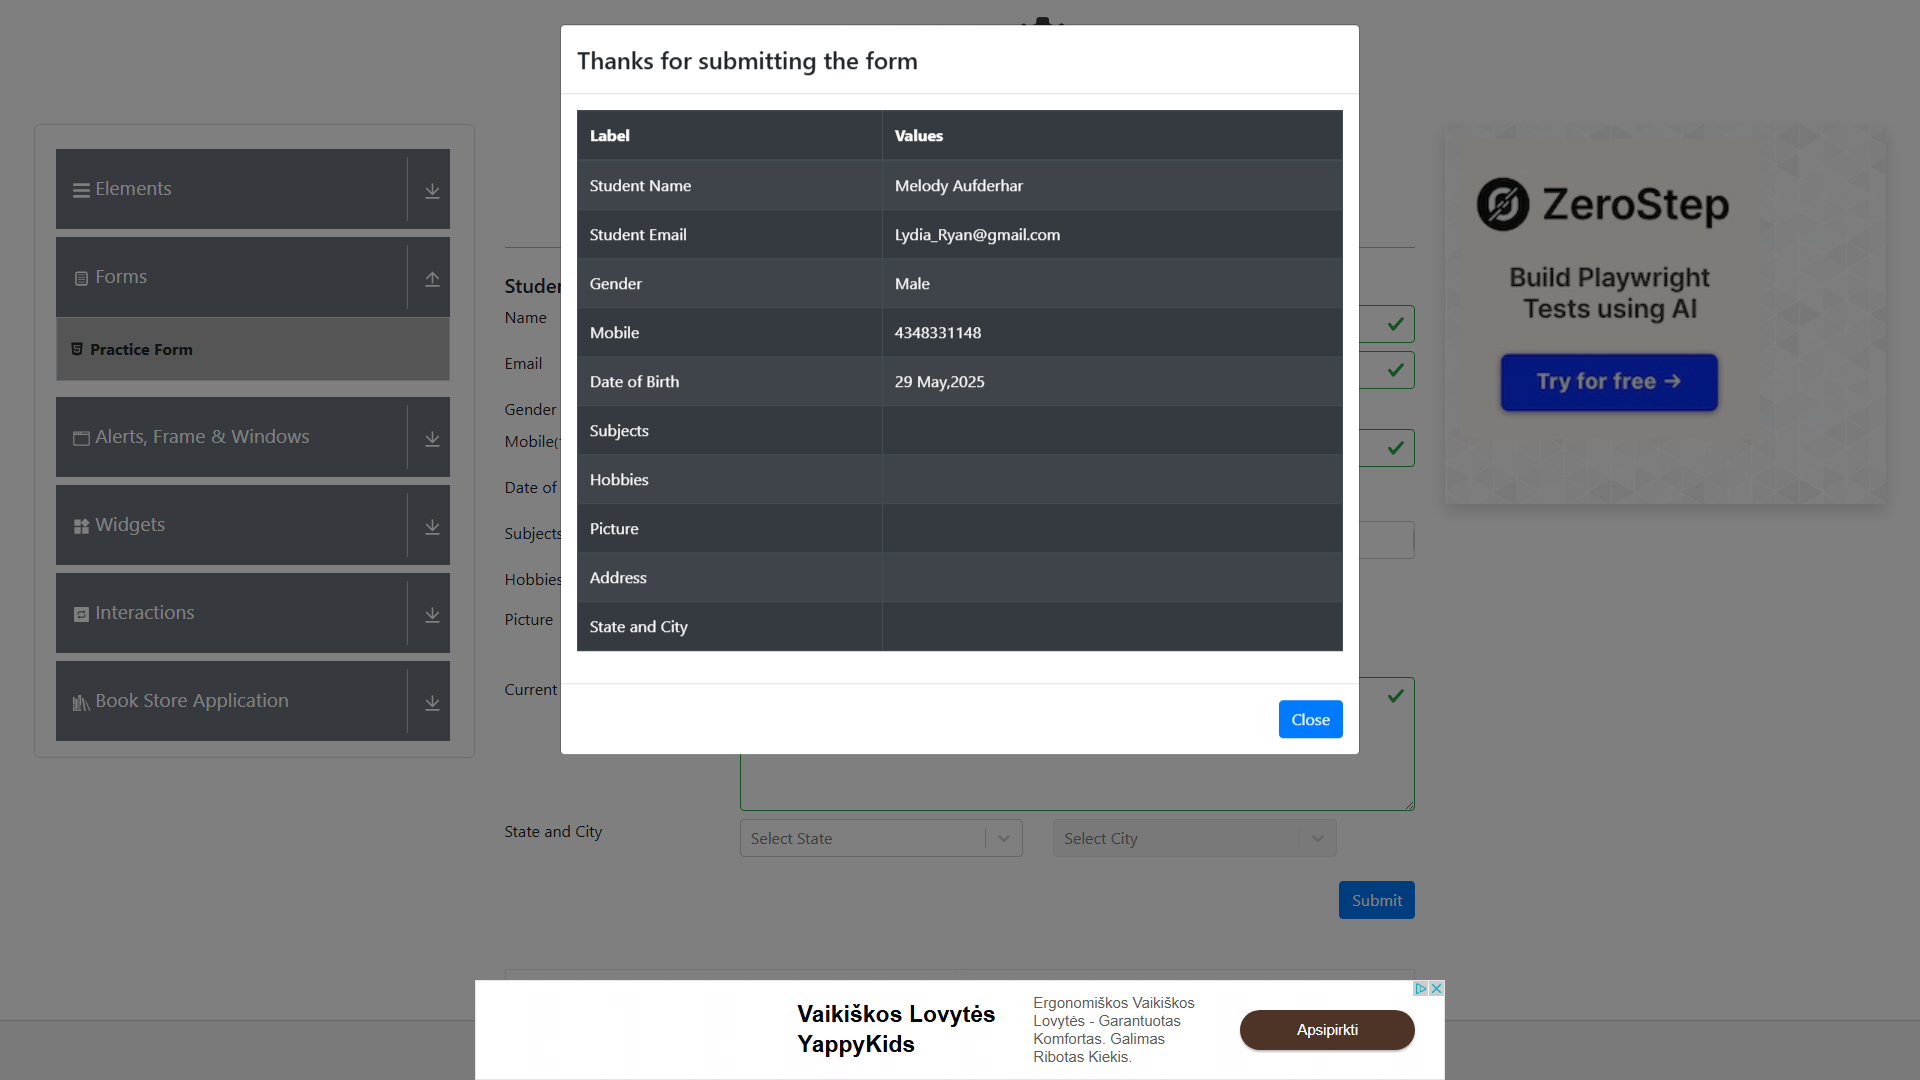 Thanks for submitting the form
Label Values
Student Name Melody Aufderhar
Student Email Lydia_Ryan@gmail.com
Gender Male
Mobile 4348331148
Date of Birth 29 May,2025
Subjects
Hobbies
Picture
Address
State and City
Close
Elements
Forms
Practice Form
Alerts, Frame & Windows
Widgets
Interactions
Book Store Application
Name
Email
Gender
Mobile
Date of
Subjects
Hobbies
Picture
Current
State and City
Select State
Select City
Submit
ZeroStep
Build Playwright
Tests using AI
Try for free →
Vaikiškos Lovytės
YappyKids
Ergonomiškos Vaikiškos
Lovytės - Garantuotas
Komfortas. Galimas
Ribotas Kiekis.
Apsipirkti